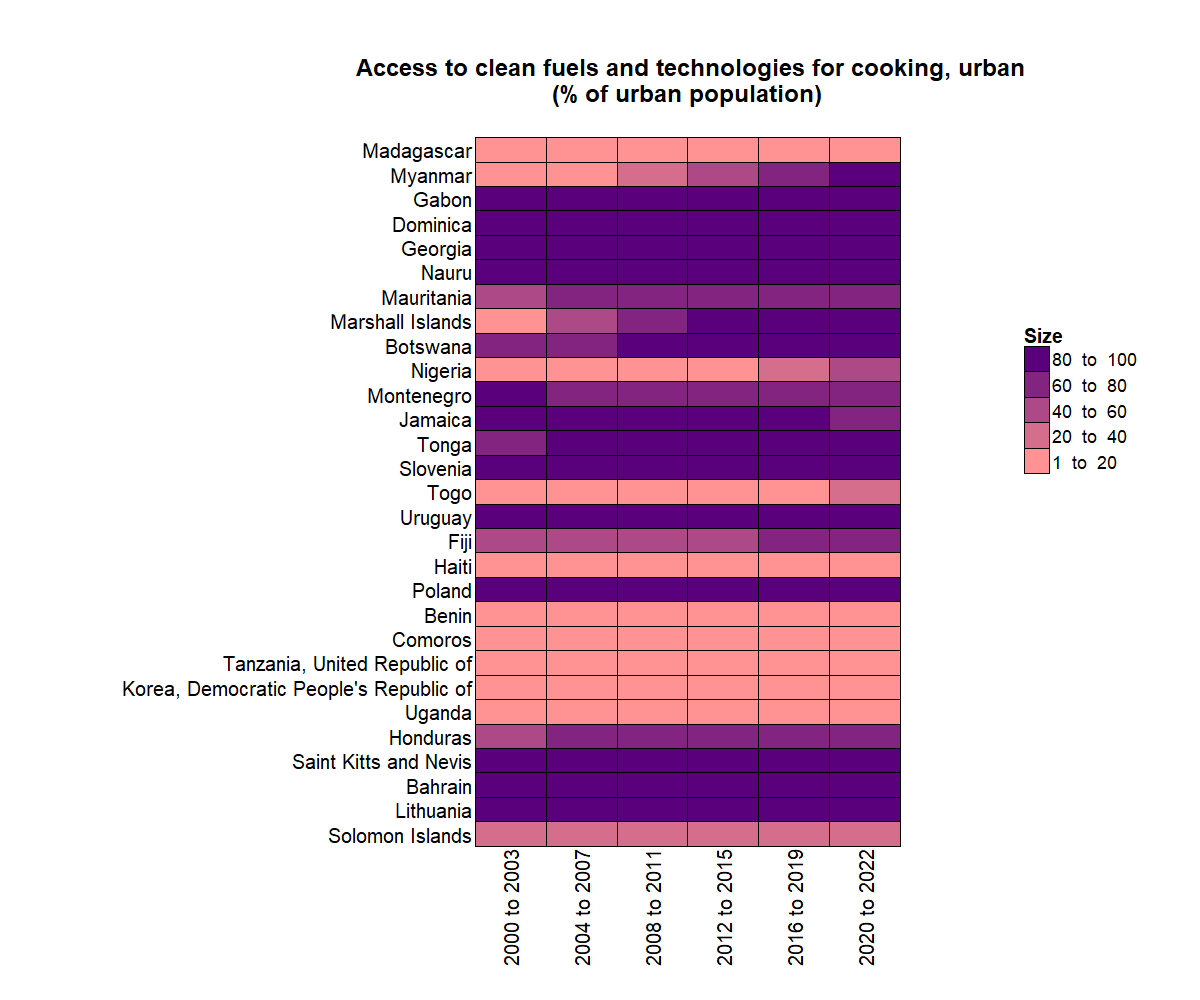 Access to clean fuels and technologies for cooking, urban
(% of urban population)
Madagascar
Myanmar
Gabon
Dominica
Georgia
Nauru
Mauritania
Marshall Islands
Botswana
Nigeria
Montenegro
Jamaica
Tonga
Slovenia
Togo
Uruguay
Fiji
Haiti
Poland
Benin
Comoros
Tanzania, United Republic of
Korea, Democratic People's Republic of
Uganda
Honduras
Saint Kitts and Nevis
Bahrain
Lithuania
Solomon Islands
2000 to 2003
2004 to 2007
2008 to 2011
2012 to 2015
2016 to 2019
2020 to 2022
Size
80 to 100
60 to 80
40 to 60
20 to 40
1 to 20